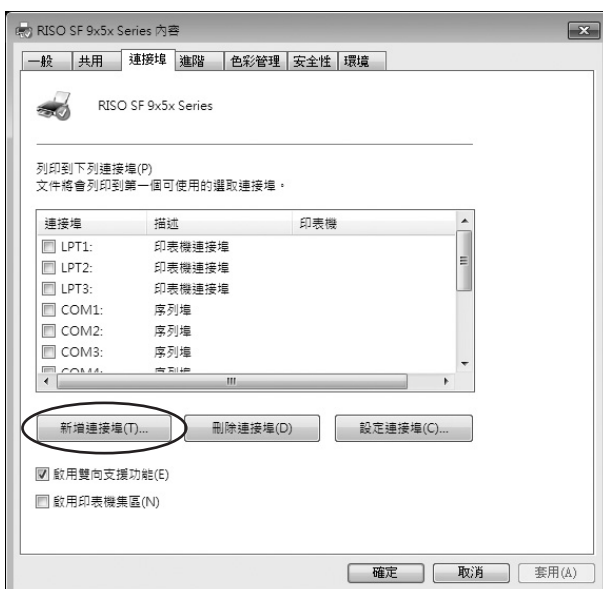 RISO SF 9x5x Series 內容
一般 共用 連接埠 進階 色彩管理 安全性 環境
RISO SF 9x5x Series
列印到下列連接埠(P)
文件將會列印到第一個可使用的選取連接埠。
連接埠 描述 印表機
LPT1: 印表機連接埠
LPT2: 印表機連接埠
LPT3: 印表機連接埠
COM1: 序列埠
COM2: 序列埠
COM3: 序列埠
COM4: 序列埠
新增連接埠(T)... 刪除連接埠(D) 設定連接埠(C)...
啟用雙向支援功能(E)
啟用印表機集區(N)
確定 取消 套用(A)